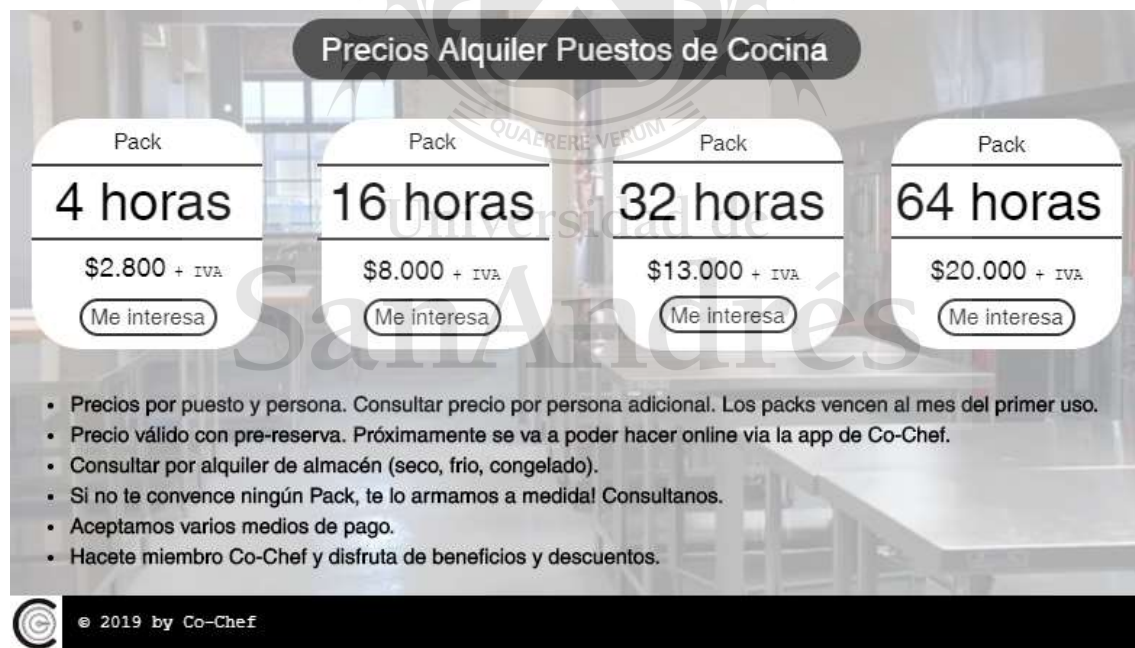 Precios Alquiler Puestos de Cocina
QUAERERE VERUM
Universidad de
SanAndrés
Pack
4 horas
$2.800 + IVA
Me interesa
Pack
16 horas
$8.000 + IVA
Me interesa
Pack
32 horas
$13.000 + IVA
Me interesa
Pack
64 horas
$20.000 + IVA
Me interesa
• Precios por puesto y persona. Consultar precio por persona adicional. Los packs vencen al mes del primer uso.
• Precio válido con pre-reserva. Próximamente se va a poder hacer online via la app de Co-Chef.
• Consultar por alquiler de almacén (seco, frio, congelado).
• Si no te convence ningún Pack, te lo armamos a medida! Consultanos.
• Aceptamos varios medios de pago.
• Hacete miembro Co-Chef y disfruta de beneficios y descuentos.
© 2019 by Co-Chef